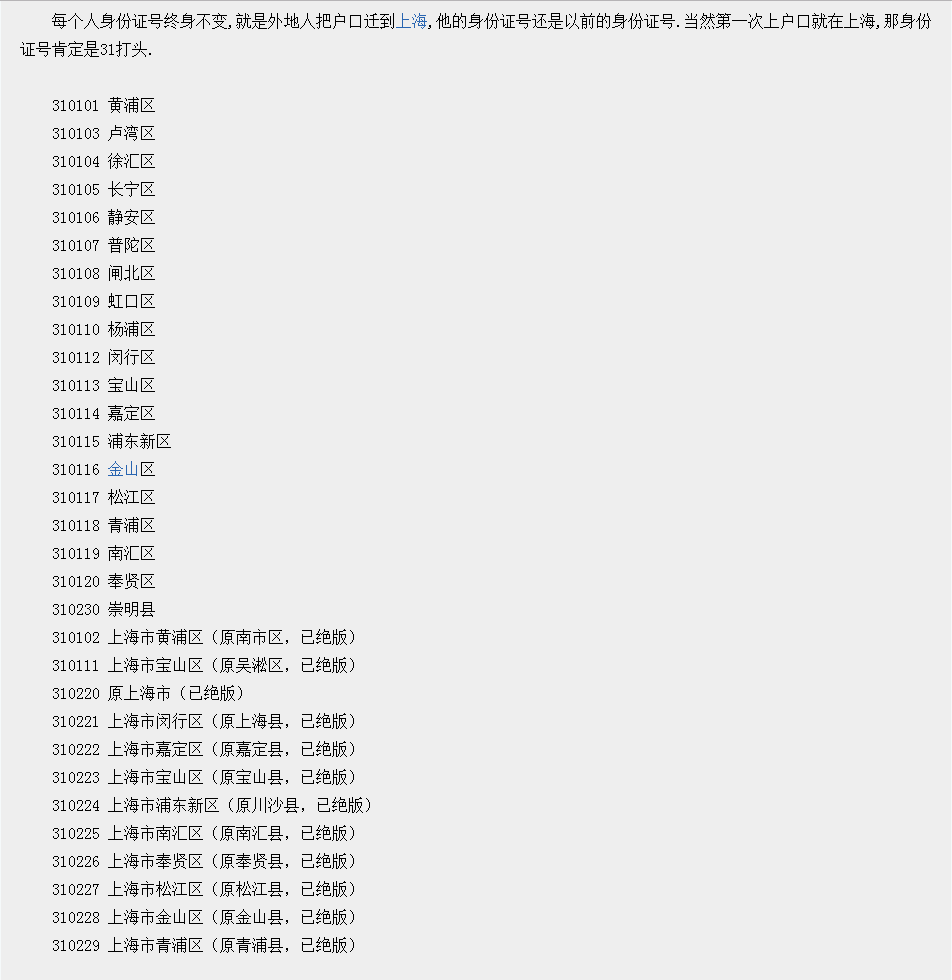 每个人身份证号终身不变,就是外地人把户口迁到上海,他的身份证号还是以前的身份证号.当然第一次上户口就在上海,那身份
证号肯定是31打头.
310101 黄浦区
310103 卢湾区
310104 徐汇区
310105 长宁区
310106 静安区
310107 普陀区
310108 闸北区
310109 虹口区
310110 杨浦区
310112 闵行区
310113 宝山区
310114 嘉定区
310115 浦东新区
310116 金山区
310117 松江区
310118 青浦区
310119 南汇区
310120 奉贤区
310230 崇明县
310102 上海市黄浦区（原南市区，已绝版）
310111 上海市宝山区（原吴淞区，已绝版）
310220 原上海市（已绝版）
310221 上海市闵行区（原上海县，已绝版）
310222 上海市嘉定区（原嘉定县，已绝版）
310223 上海市宝山区（原宝山县，已绝版）
310224 上海市浦东新区（原川沙县，已绝版）
310225 上海市南汇区（原南汇县，已绝版）
310226 上海市奉贤区（原奉贤县，已绝版）
310227 上海市松江区（原松江县，已绝版）
310228 上海市金山区（原金山县，已绝版）
310229 上海市青浦区（原青浦县，已绝版）